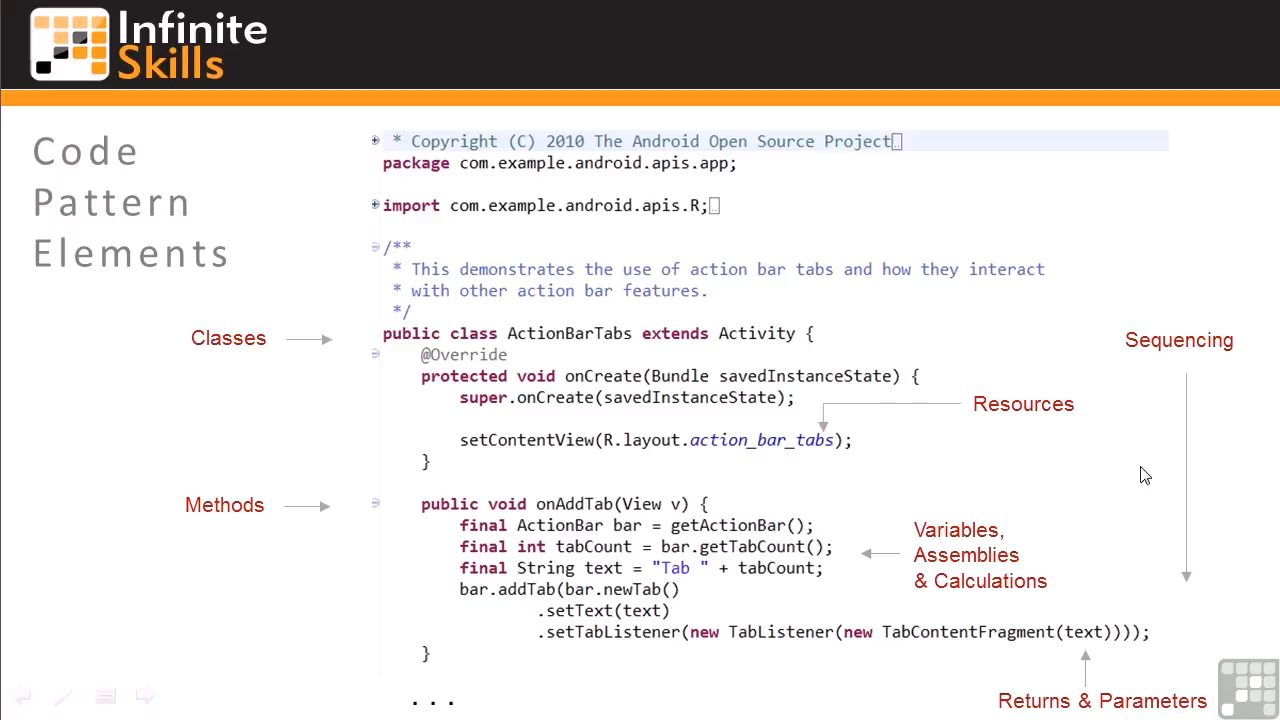 Infinite
Skills
Code
Pattern
Elements
* Copyright (C) 2010 The Android Open Source Project
package com.example.android.apis.app;
import com.example.android.apis.R;
/**
* This demonstrates the use of action bar tabs and how they interact
* with other action bar features.
*/
Classes
public class ActionBarTabs extends Activity {
@Override
protected void onCreate(Bundle savedInstanceState) {
super.onCreate(savedInstanceState);
setContentView(R.layout.action_bar_tabs);
}
Sequencing
Resources
Methods
public void onAddTab(View v) {
final ActionBar bar = getActionBar();
final int tabCount = bar.getTabCount();
final String text = "Tab " + tabCount;
bar.addTab(bar.newTab()
.setText(text)
.setTabListener(new TabListener(new TabContentFragment(text))));
}
Variables,
Assemblies
& Calculations
Returns & Parameters
. . .